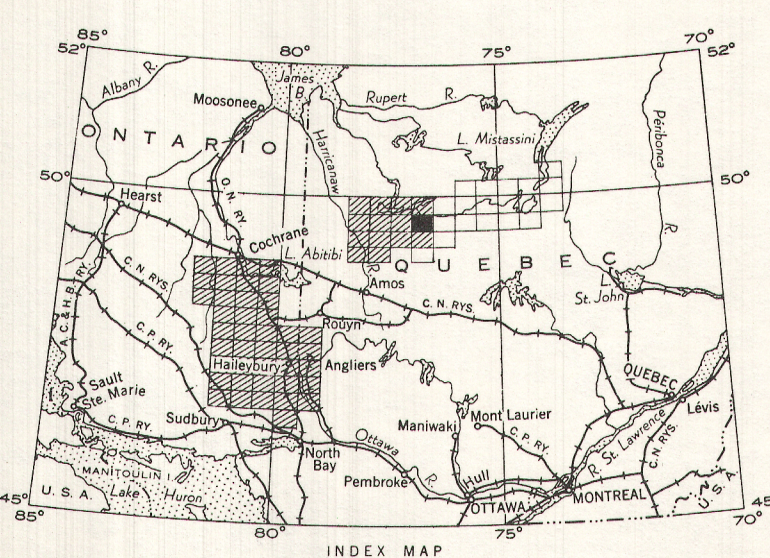 85°
80°
75°
70°
52°
52°
Albany R.
James
B.
Moosonee
Rupert R.
Péribonca
R.
ONTARIO
L. Mistassini
Harricanaw
R.
O. N. RY.
50°
50°
Hearst
Cochrane
L. Abitibi
QUEBEC
C. N. RYS.
Amos
L.
St. John
A.C. & H.B. RY.
C. N. RYS.
C. P. RY.
Rouyn
Haileybury
Angliers
Sault
Ste. Marie
QUEBEC
Lévis
C. P. RY.
Sudbury
Maniwaki
Mont Laurier
C. P. RY.
Ottawa
R.
R. St. Lawrence
C. N. RYS.
North
Bay
MANITOULIN I.
Pembroke
Hull
U. S. A.
Lake Huron
OTTAWA
MONTREAL
U. S. A.
45°
45°
85°
80°
75°
70°
INDEX MAP